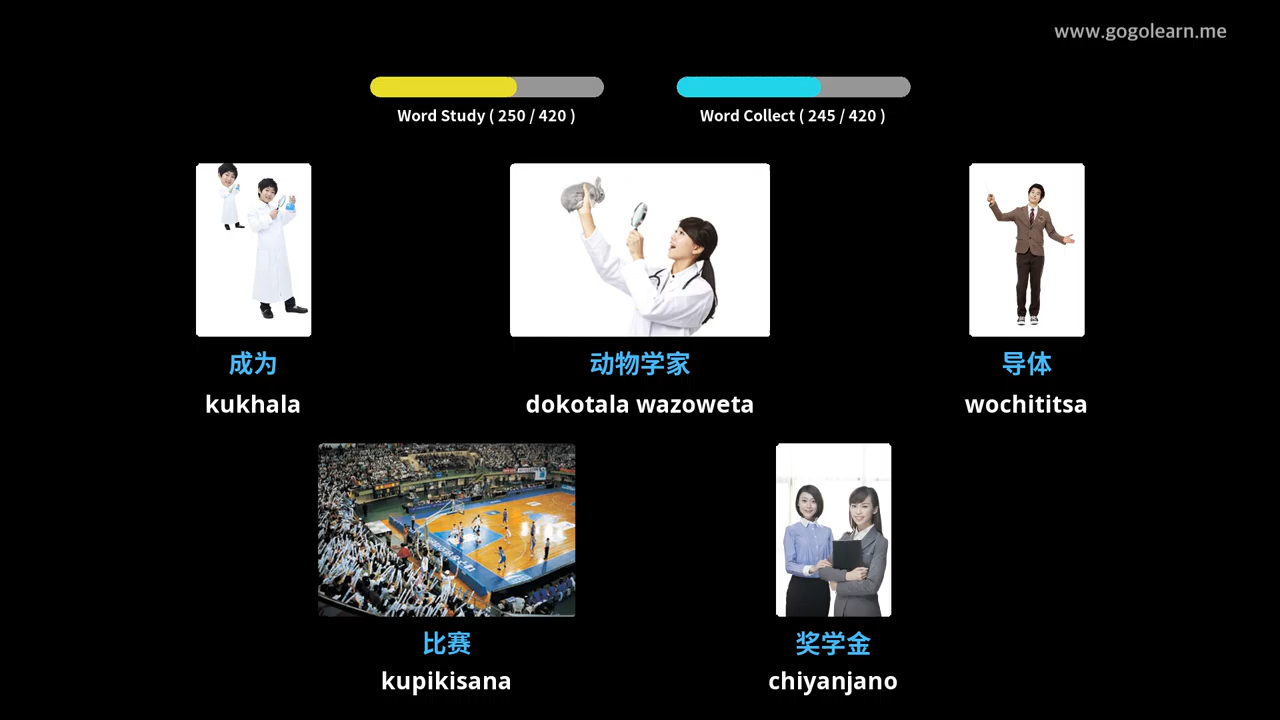 www.gogolearn.me
Word Study ( 250 / 420 )
Word Collect ( 245 / 420 )
成为
kukhala
动物学家
dokotala wazoweta
导体
wochititsa
比赛
kupikisana
奖学金
chiyanjano